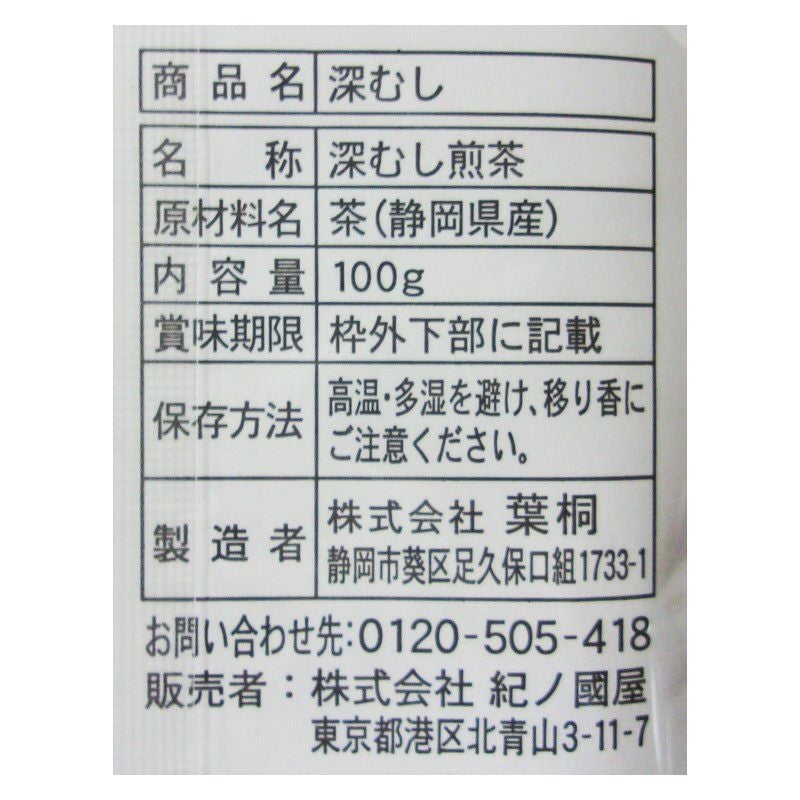 商品名 深むし
名称 深むし煎茶
原材料名 茶(静岡県産)
内容量 100g
賞味期限 枠外下部に記載
保存方法 高温・多湿を避け、移り香に
ご注意ください。
製造者 株式会社 葉桐
静岡市葵区足久保口組1733-1
お問い合わせ先:0120-505-418
販売者:株式会社 紀ノ國屋
東京都港区北青山3-11-7